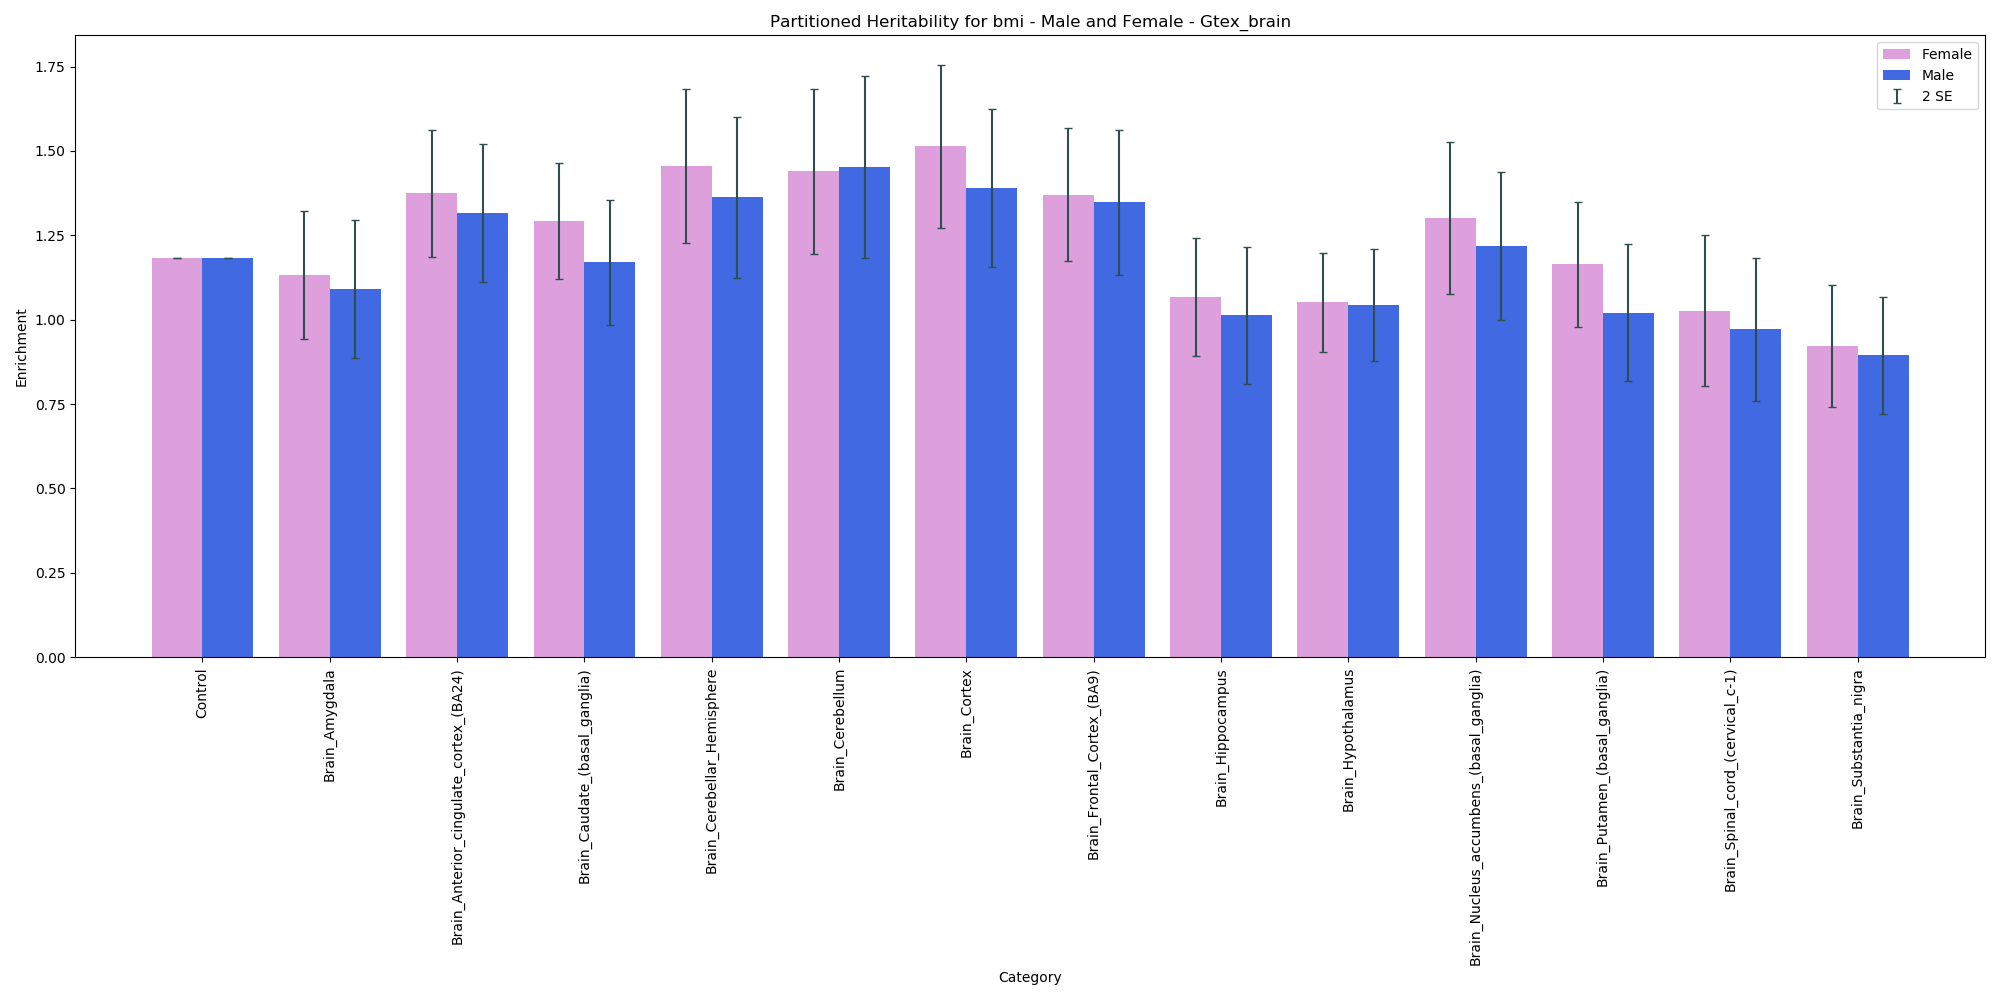 Partitioned Heritability for bmi - Male and Female - Gtex_brain
Female
Male
2 SE
Enrichment
1.75
1.50
1.25
1.00
0.75
0.50
0.25
0.00
Control
Brain_Amygdala
Brain_Anterior_cingulate_cortex_(BA24)
Brain_Caudate_(basal_ganglia)
Brain_Cerebellar_Hemisphere
Brain_Cerebellum
Brain_Cortex
Brain_Frontal_Cortex_(BA9)
Brain_Hippocampus
Brain_Hypothalamus
Brain_Nucleus_accumbens_(basal_ganglia)
Brain_Putamen_(basal_ganglia)
Brain_Spinal_cord_(cervical_c-1)
Brain_Substantia_nigra
Category